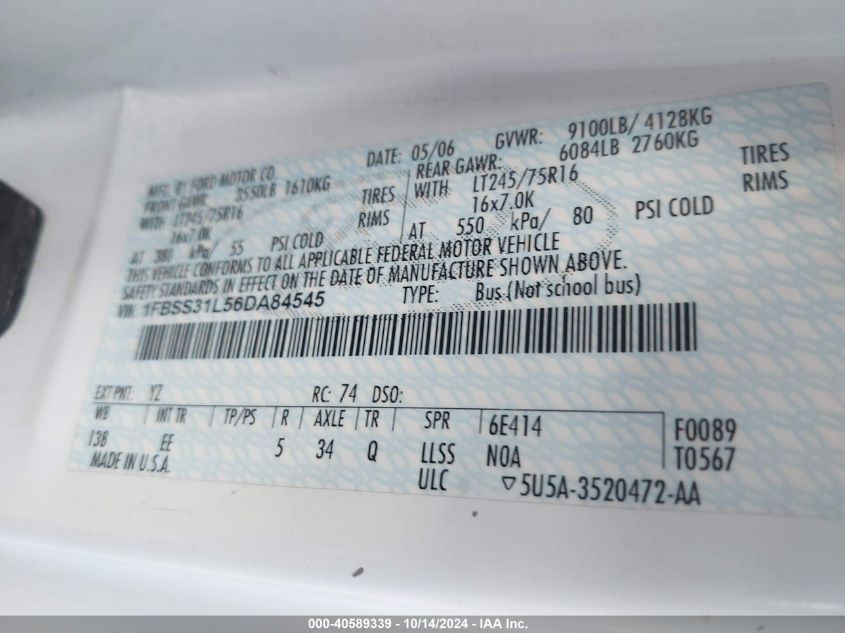 MFD. BY FORD MOTOR CO. DATE: 05/06 GVWR: 9100LB/ 4128KG
FRONT GAWR: 3550LB 1610KG REAR GAWR: 6084LB 2760KG
WITH LT245/75R16 TIRES WITH LT245/75R16 TIRES
16x7.0K RIMS 16x7.0K RIMS
AT 380 kPa/ 55 PSI COLD AT 550 kPa/ 80 PSI COLD
THIS VEHICLE CONFORMS TO ALL APPLICABLE FEDERAL MOTOR VEHICLE
SAFETY STANDARDS IN EFFECT ON THE DATE OF MANUFACTURE SHOWN ABOVE.
VIN: 1FBSS31L56DA84545 TYPE: Bus (Not school bus)
EXT PNT: YZ RC: 74 DSO:
WB INT TR TP/PS R AXLE TR SPR 6E414 F0089
138 EE 5 34 Q LLSS NOA T0567
MADE IN U.S.A. ULC ▽5U5A-3520472-AA
000-40589339 - 10/14/2024 - IAA Inc.